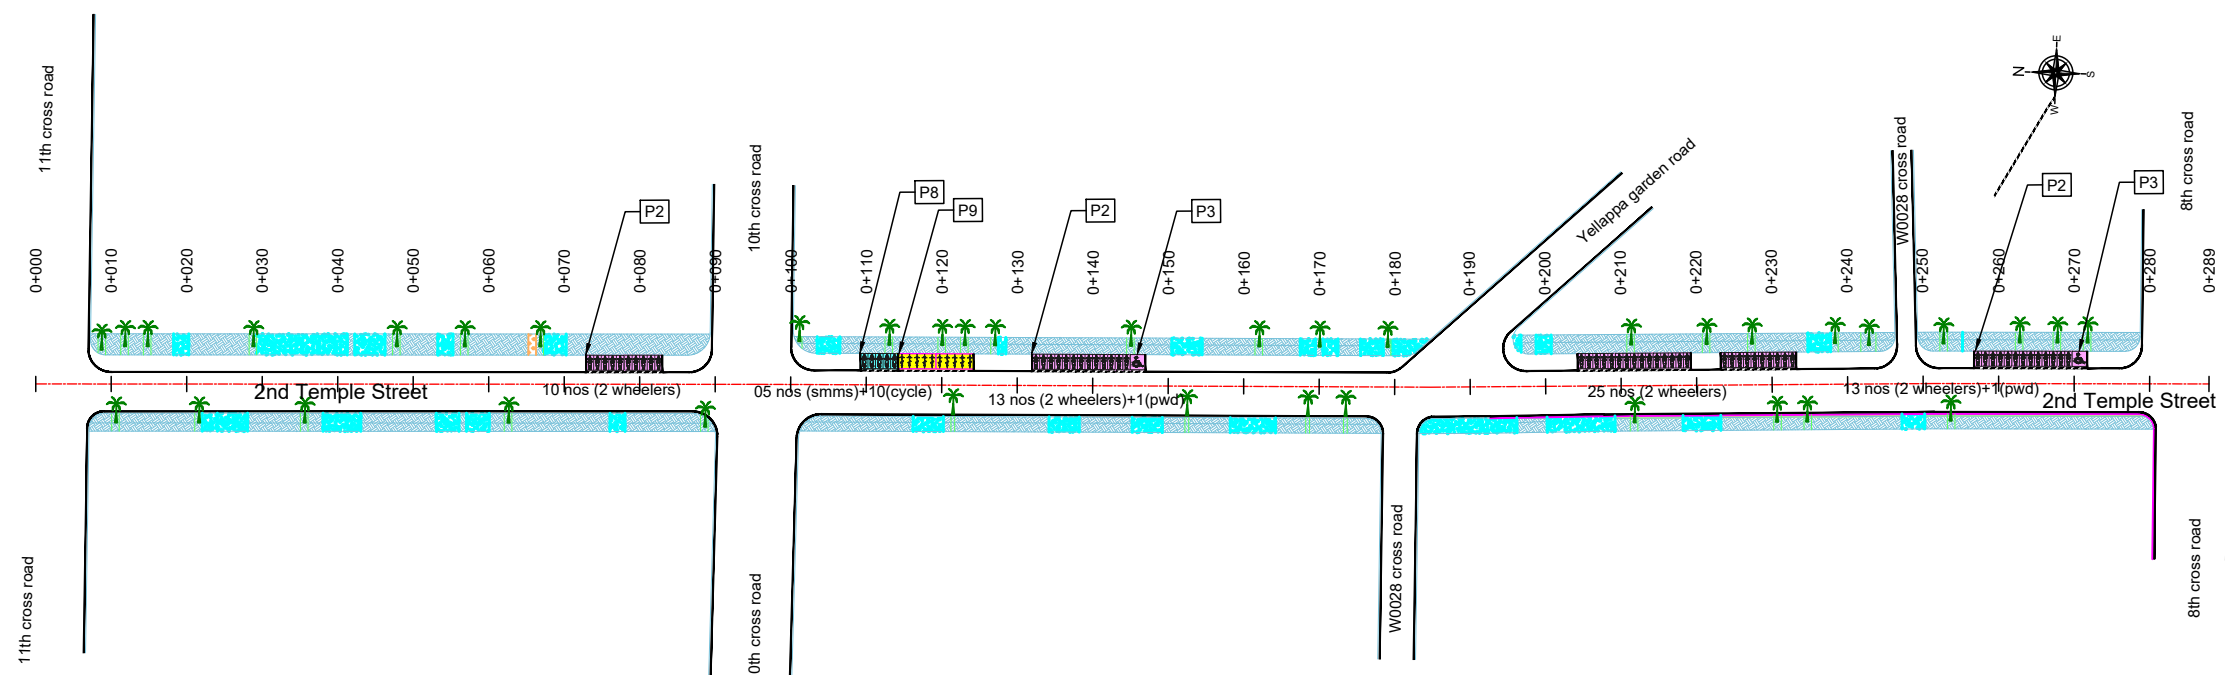 E
N
S
W
11th cross road
10th cross road
Yellappa garden road
W0028 cross road
8th cross road
P2
P8
P9
P2
P3
P2
P3
0+000
0+010
0+020
0+030
0+040
0+050
0+060
0+070
0+080
0+090
0+100
0+110
0+120
0+130
0+140
0+150
0+160
0+170
0+180
0+190
0+200
0+210
0+220
0+230
0+240
0+250
0+260
0+270
0+280
0+289
2nd Temple Street
10 nos (2 wheelers)
05 nos (smms)+10(cycle)
13 nos (2 wheelers)+1(pwd)
25 nos (2 wheelers)
13 nos (2 wheelers)+1(pwd)
2nd Temple Street
11th cross road
0th cross road
W0028 cross road
8th cross road